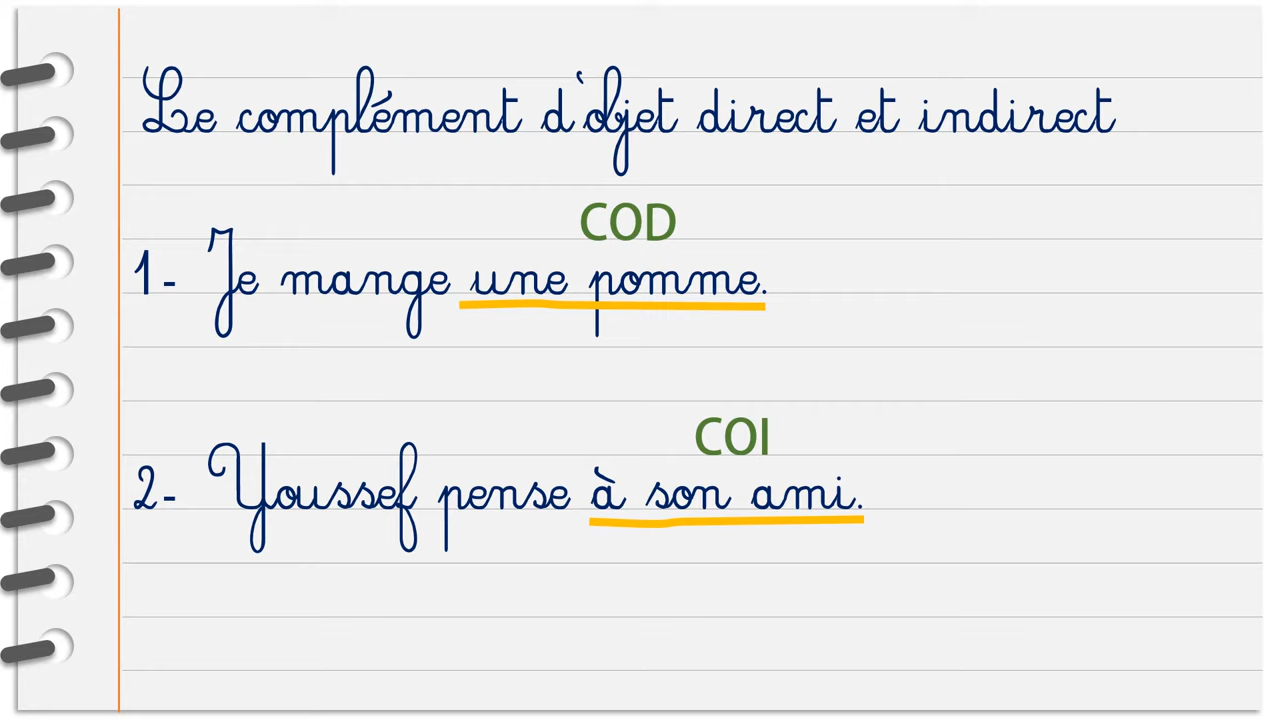 Le complément d'objet direct et indirect
COD
1- Je mange une pomme.
COI
2- Youssef pense à son ami.